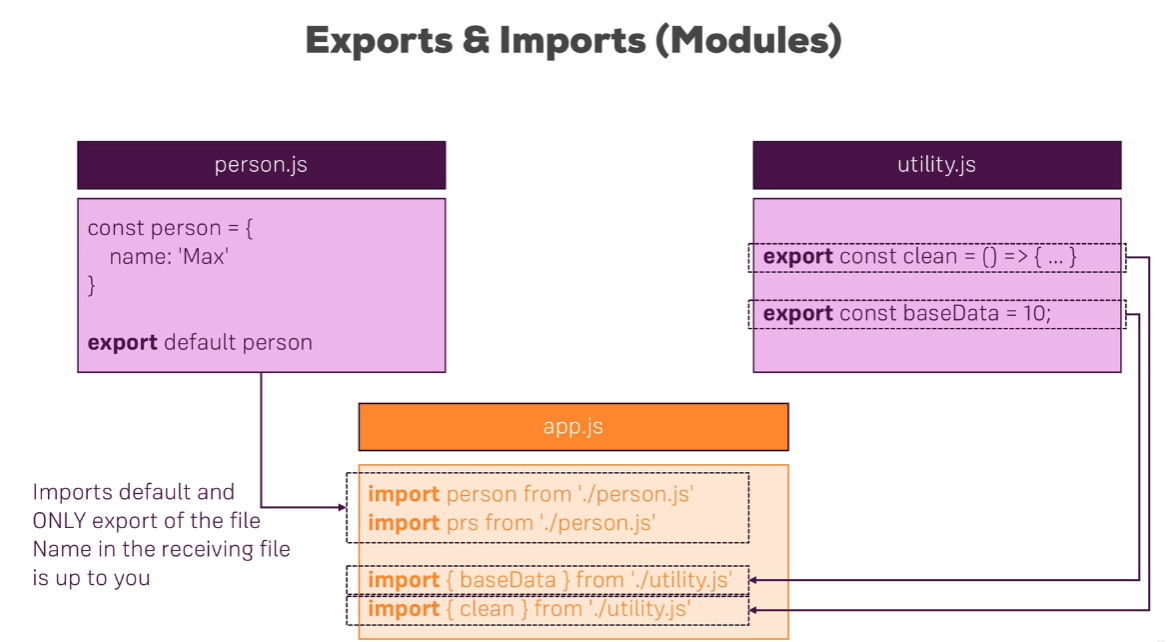 Exports & Imports (Modules)
person.js
const person = {
name: 'Max'
}
export default person
utility.js
export const clean = () => { ... }
export const baseData = 10;
app.js
import person from './person.js'
import prs from './person.js'
import { baseData } from './utility.js'
import { clean } from './utility.js'
Imports default and
ONLY export of the file
Name in the receiving file
is up to you